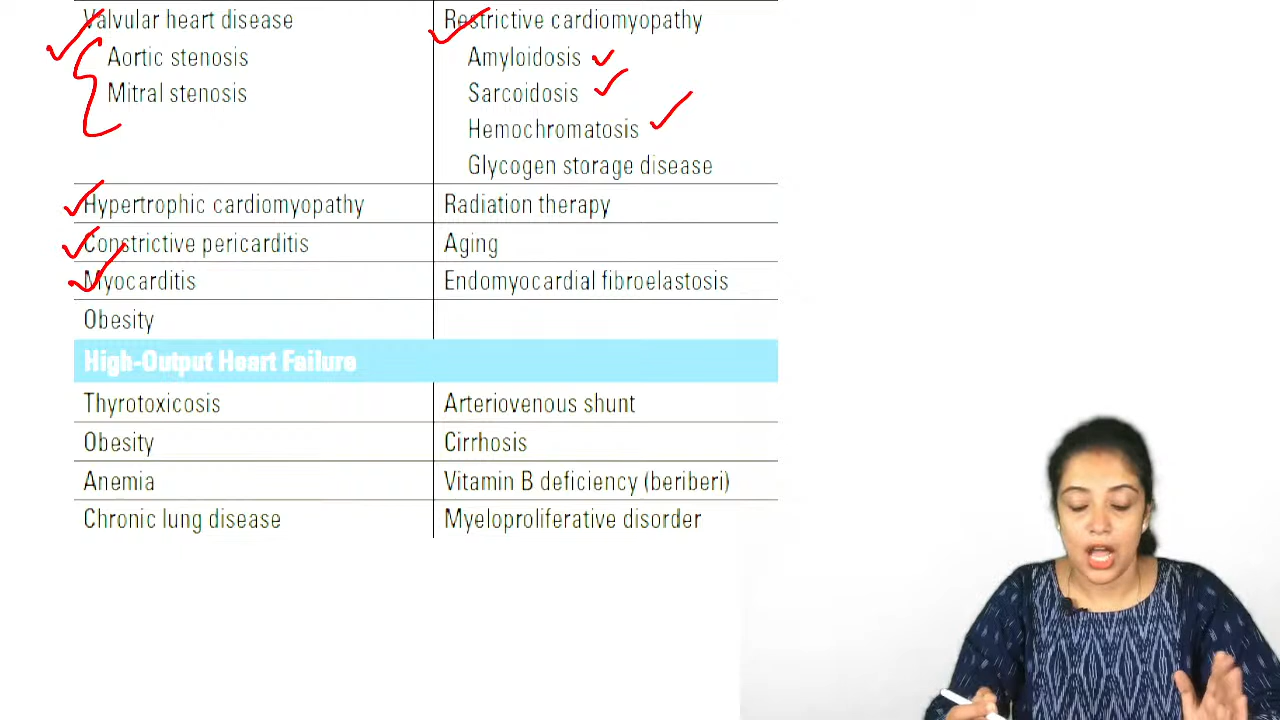 Valvular heart disease
Restrictive cardiomyopathy
Aortic stenosis
Amyloidosis
Mitral stenosis
Sarcoidosis
Hemochromatosis
Glycogen storage disease
Hypertrophic cardiomyopathy
Radiation therapy
Constrictive pericarditis
Aging
Myocarditis
Endomyocardial fibroelastosis
Obesity
High-Output Heart Failure
Thyrotoxicosis
Arteriovenous shunt
Obesity
Cirrhosis
Anemia
Vitamin B deficiency (beriberi)
Chronic lung disease
Myeloproliferative disorder